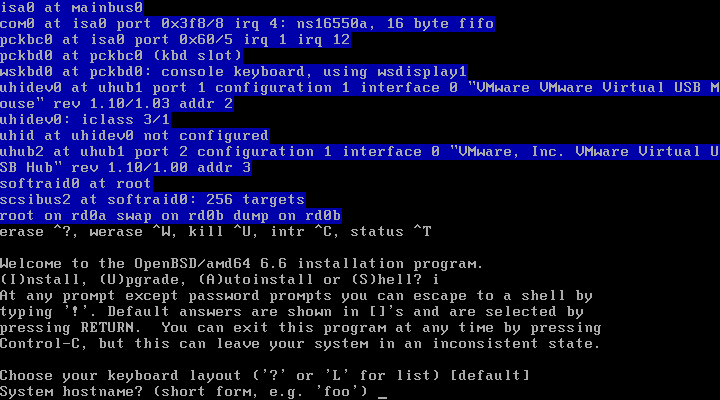 isa0 at mainbus0
com0 at isa0 port 0x3f8/8 irq 4: ns16550a, 16 byte fifo
pckbc0 at isa0 port 0x60/5 irq 1 irq 12
pckbd0 at pckbc0 (kbd slot)
wskbd0 at pckbd0: console keyboard, using wsdisplay1
uhidev0 at uhub1 port 1 configuration 1 interface 0 "VMware VMware Virtual USB M
ouse" rev 1.10/1.03 addr 2
uhidev0: iclass 3/1
uhid at uhidev0 not configured
uhub2 at uhub1 port 2 configuration 1 interface 0 "VMware, Inc. VMware Virtual U
SB Hub" rev 1.10/1.00 addr 3
softraid0 at root
scsibus2 at softraid0: 256 targets
root on rd0a swap on rd0b dump on rd0b
erase ^?, werase ^W, kill ^U, intr ^C, status ^T

Welcome to the OpenBSD/amd64 6.6 installation program.
(I)nstall, (U)pgrade, (A)utoinstall or (S)hell? i
At any prompt except password prompts you can escape to a shell by
typing '!'. Default answers are shown in []'s and are selected by
pressing RETURN.  You can exit this program at any time by pressing
Control-C, but this can leave your system in an inconsistent state.

Choose your keyboard layout ('?' or 'L' for list) [default]
System hostname? (short form, e.g. 'foo') _